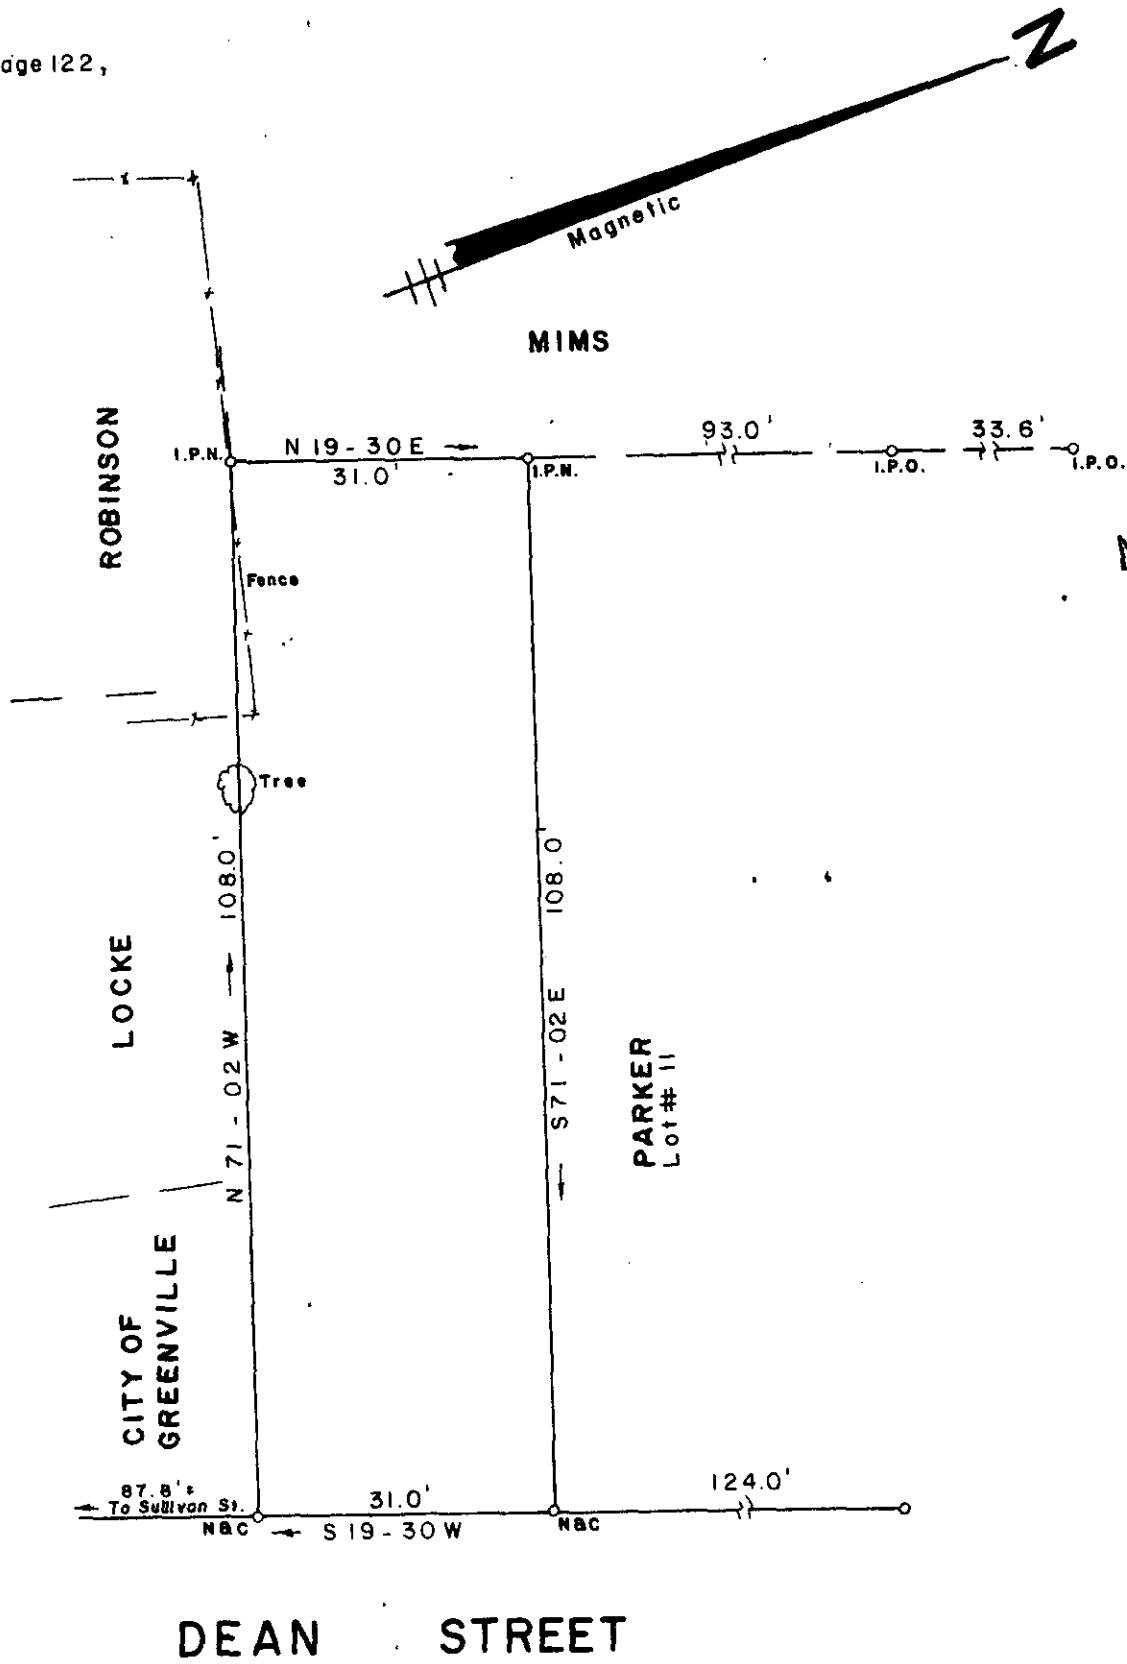 age 122,
N
Magnetic
MIMS
ROBINSON
I.P.N.
N 19-30 E
31.0'
I.P.N.
93.0'
I.P.O.
33.6'
I.P.O.
Fence
Tree
LOCKE
N 71-02 W 108.0'
S 71-02 E 108.0'
PARKER
Lot # 11
CITY OF
GREENVILLE
87.8'±
To Sullivan St.
N&C
31.0'
S 19-30 W
N&C
124.0'
DEAN STREET